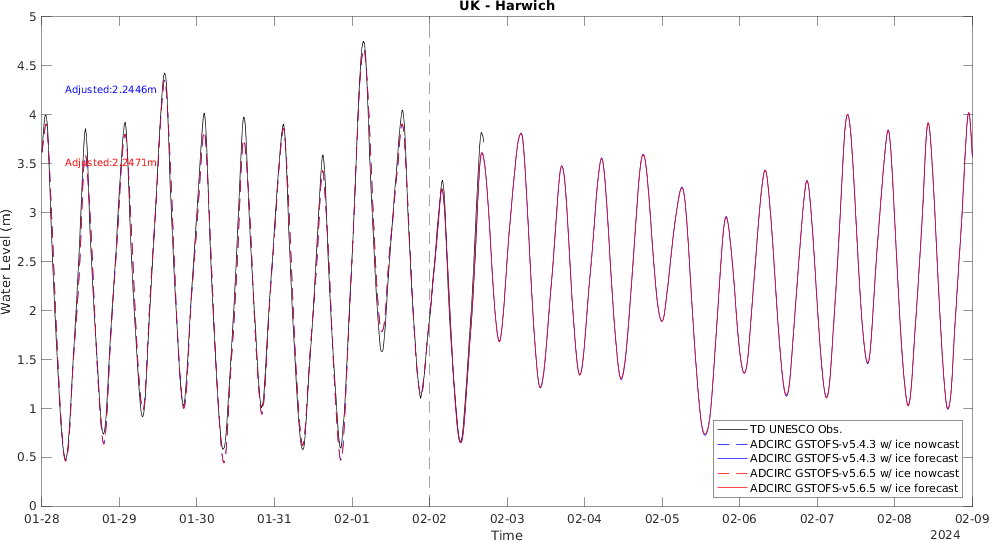 UK - Harwich
5
4.5
4
3.5
3
2.5
2
1.5
1
0.5
0
Water Level (m)
Adjusted:2.2446m
Adjusted:2.2471m
TD UNESCO Obs.
ADCIRC GSTOFS-v5.4.3 w/ ice nowcast
ADCIRC GSTOFS-v5.4.3 w/ ice forecast
ADCIRC GSTOFS-v5.6.5 w/ ice nowcast
ADCIRC GSTOFS-v5.6.5 w/ ice forecast
01-28 01-29 01-30 01-31 02-01 02-02 02-03 02-04 02-05 02-06 02-07 02-08 02-09
Time
2024